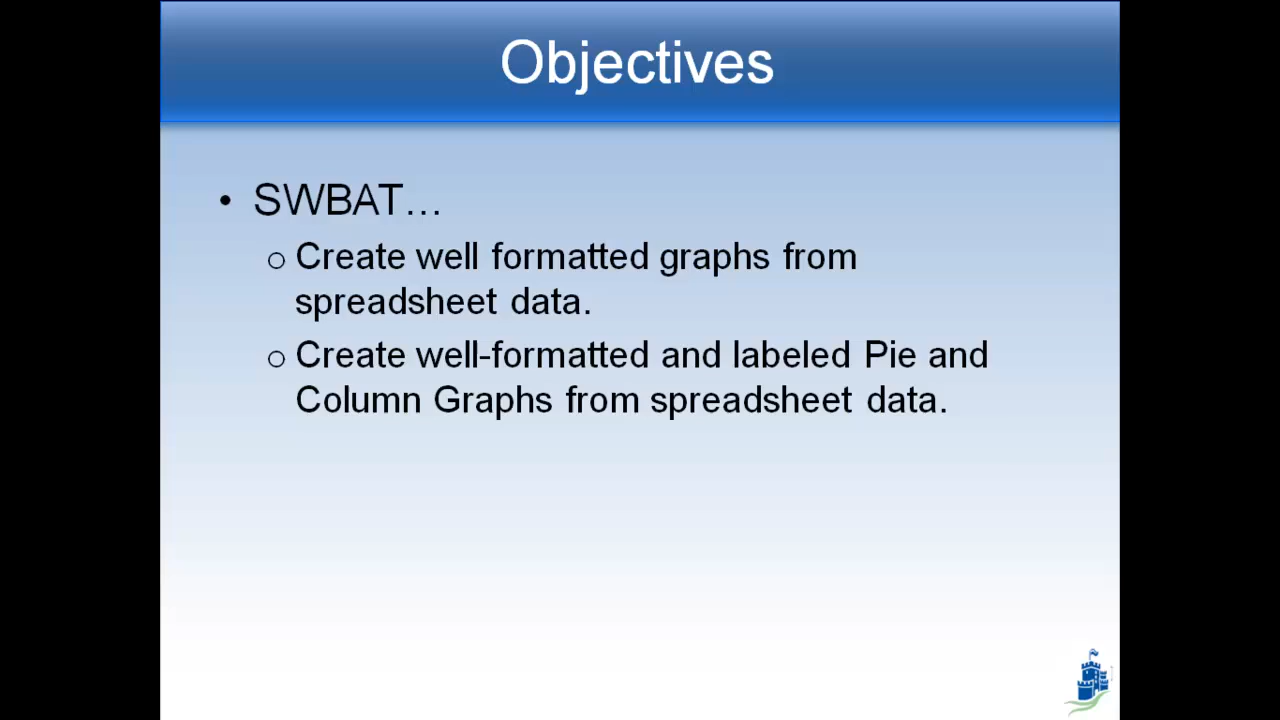 Objectives
• SWBAT…
o Create well formatted graphs from
spreadsheet data.
o Create well-formatted and labeled Pie and
Column Graphs from spreadsheet data.